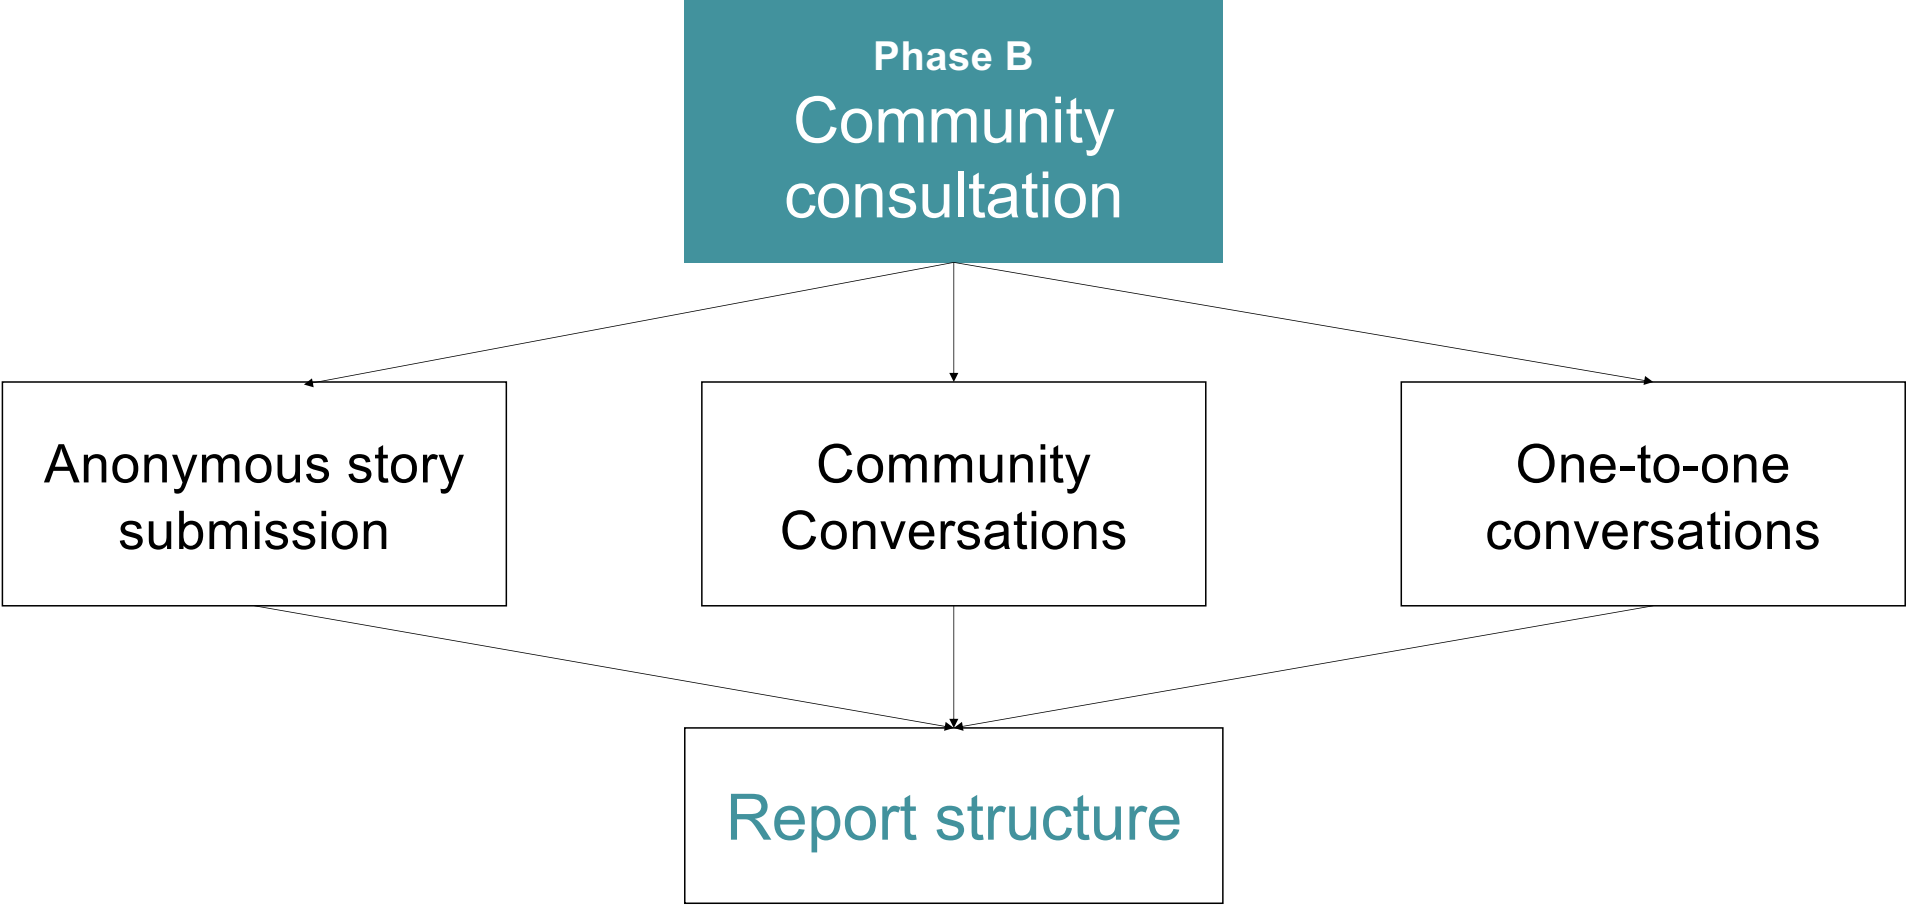 Phase B
Community
consultation
Anonymous story
submission
Community
Conversations
One-to-one
conversations
Report structure